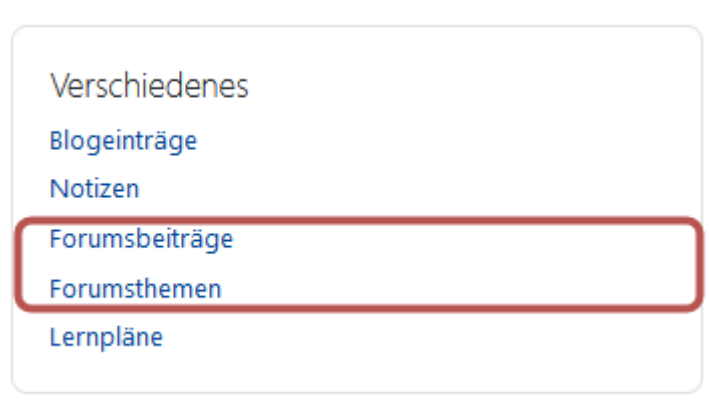 Verschiedenes
Blogeinträge
Notizen
Forumsbeiträge
Forumsthemen
Lernpläne